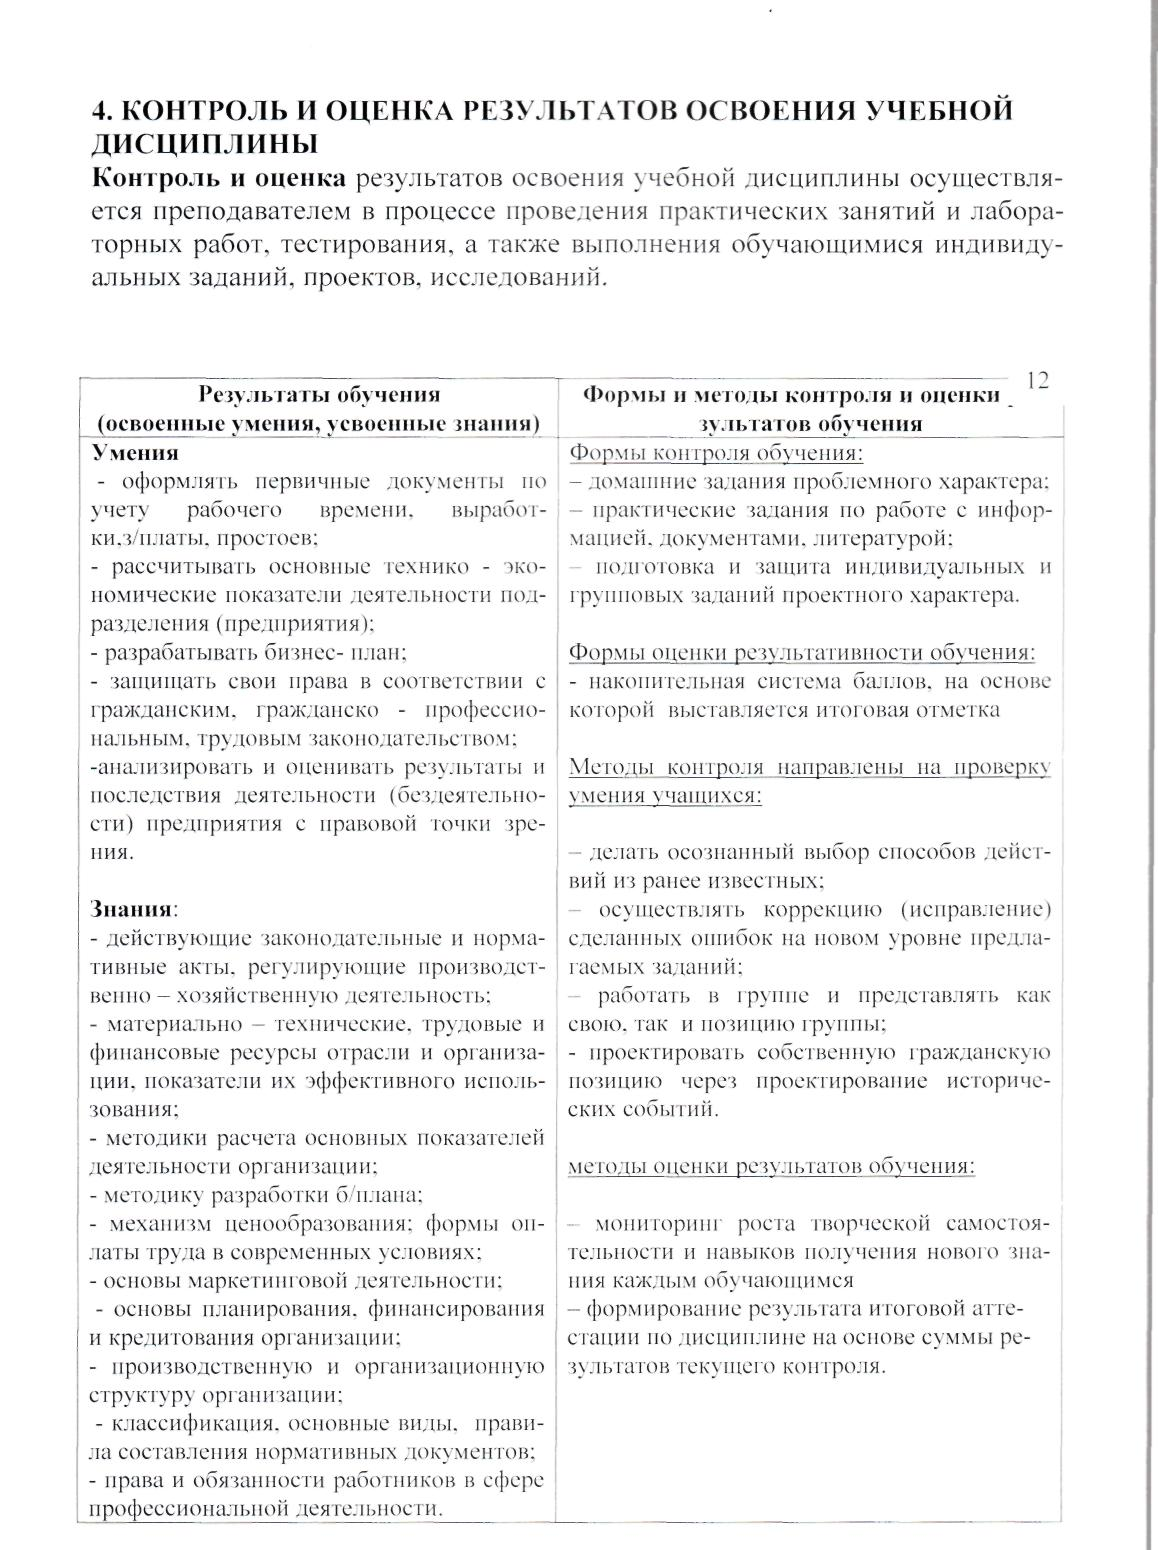 4. КОНТРОЛЬ И ОЦЕНКА РЕЗУЛЬТАТОВ ОСВОЕНИЯ УЧЕБНОЙ
ДИСЦИПЛИНЫ
Контроль и оценка результатов освоения учебной дисциплины осуществля-
ется преподавателем в процессе проведения практических занятий и лабора-
торных работ, тестирования, а также выполнения обучающимися индивиду-
альных заданий, проектов, исследований.
12
Результаты обучения
(освоенные умения, усвоенные знания)
Умения
- оформлять первичные документы по
учету рабочего времени, выработ-
ки,з/платы, простоев;
- рассчитывать основные технико - эко-
номические показатели деятельности под-
разделения (предприятия);
- разрабатывать бизнес- план;
- защищать свои права в соответствии с
гражданским, гражданско - профессио-
нальным, трудовым законодательством;
-анализировать и оценивать результаты и
последствия деятельности (бездеятельно-
сти) предприятия с правовой точки зре-
ния.
Знания:
- действующие законодательные и норма-
тивные акты, регулирующие производст-
венно – хозяйственную деятельность;
- материально – технические, трудовые и
финансовые ресурсы отрасли и организа-
ции, показатели их эффективного исполь-
зования;
- методики расчета основных показателей
деятельности организации;
- методику разработки б/плана;
- механизм ценообразования; формы оп-
латы труда в современных условиях;
- основы маркетинговой деятельности;
- основы планирования, финансирования
и кредитования организации;
- производственную и организационную
структуру организации;
- классификация, основные виды, прави-
ла составления нормативных документов;
- права и обязанности работников в сфере
профессиональной деятельности.
Формы и методы контроля и оценки
зультатов обучения
Формы контроля обучения:
– домашние задания проблемного характера;
– практические задания по работе с инфор-
мацией, документами, литературой;
– подготовка и защита индивидуальных и
групповых заданий проектного характера.
Формы оценки результативности обучения:
- накопительная система баллов, на основе
которой выставляется итоговая отметка
Методы контроля направлены на проверку
умения учащихся:
– делать осознанный выбор способов дейст-
вий из ранее известных;
– осуществлять коррекцию (исправление)
сделанных ошибок на новом уровне предла-
гаемых заданий;
– работать в группе и представлять как
свою, так и позицию группы;
- проектировать собственную гражданскую
позицию через проектирование историче-
ских событий.
методы оценки результатов обучения:
– мониторинг роста творческой самостоя-
тельности и навыков получения нового зна-
ния каждым обучающимся
– формирование результата итоговой атте-
стации по дисциплине на основе суммы ре-
зультатов текущего контроля.